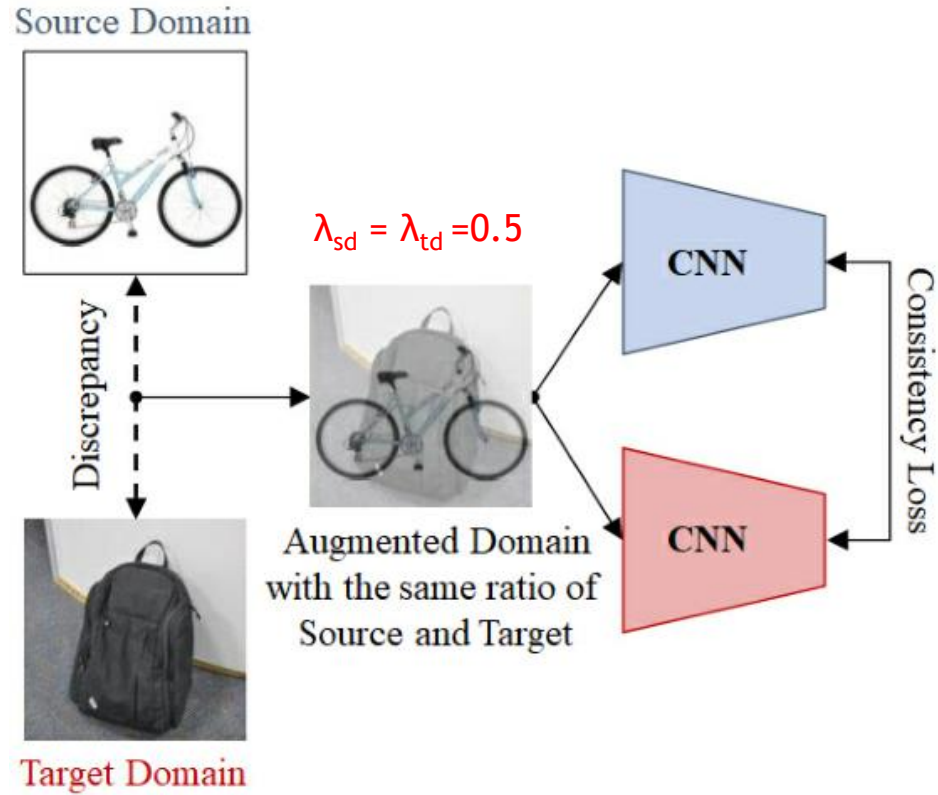 Source Domain
λsd = λtd =0.5
CNN
Discrepancy
Consistency Loss
CNN
Augmented Domain
with the same ratio of
Source and Target
Target Domain